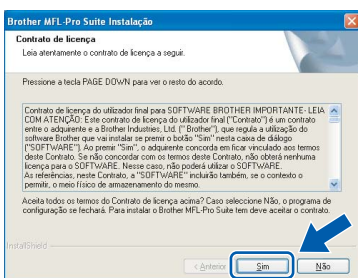 Brother MFL-Pro Suite Instalação
Contrato de licença
Leia atentamente o contrato de licença a seguir.
Pressione a tecla PAGE DOWN para ver o resto do acordo.
Contrato de licença do utilizador final para SOFTWARE BROTHER IMPORTANTE- LEIA
COM ATENÇÃO: Este contrato de licença do utilizador final ("Contrato") é um contrato
entre o adquirente e a Brother Industries, Ltd. (" Brother"), que regula a utilização do
software Brother que vai instalar se premir o botão "Sim" nesta caixa de diálogo
("SOFTWARE"). Ao premir "Sim", o adquirente concorda em ficar vinculado aos termos
deste Contrato. Se não concordar com os termos deste Contrato, não obterá nenhuma
licença para o SOFTWARE. Nesse caso, não poderá utilizar o SOFTWARE.
As referências, neste Contrato, a "SOFTWARE" incluirão também, se o contexto o
permitir, o meio físico de armazenamento do mesmo.
Aceita todos os termos do Contrato de licença acima? Caso seleccione Não, o programa de
configuração se fechará. Para instalar o Brother MFL-Pro Suite tem deve aceitar o contrato.
InstallShield
< Anterior Sim Não